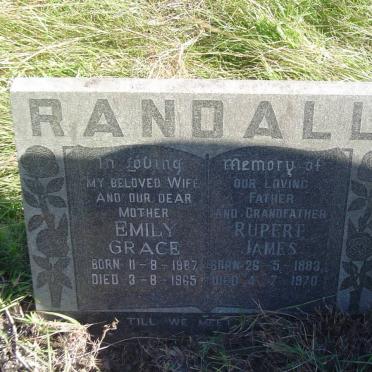 RANDALL
In Loving Memory of
MY BELOVED WIFE
AND OUR DEAR
MOTHER
EMILY
GRACE
BORN 11-8-1887
DIED 3-8-1965
OUR LOVING
FATHER
AND GRANDFATHER
RUPERT
JAMES
BORN 26-5-1883
DIED 4-7-1970
TILL WE